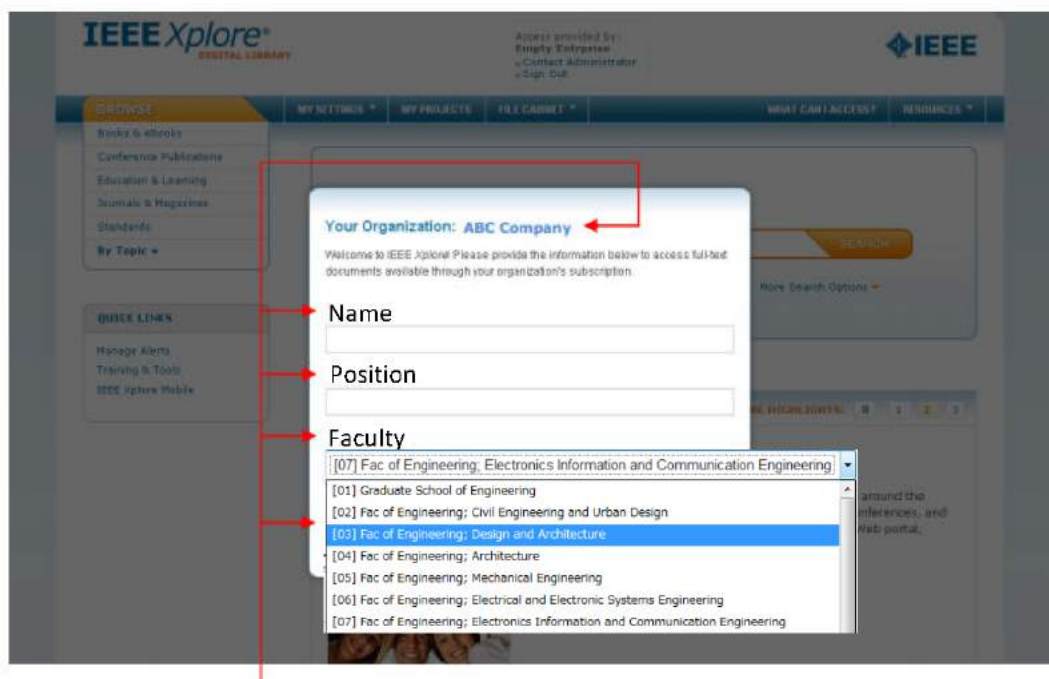 IEEE Xplore®
DIGITAL LIBRARY
Access provided by:
Empty Entrprise
» Contact Administrator
» Sign Out
IEEE
BROWSE
MY SETTINGS
MY PROJECTS
FILE CABINET
WHAT CAN I ACCESS?
RESOURCES
Books & eBooks
Conference Publications
Education & Learning
Journals & Magazines
Standards
By Topic
SEARCH
More Search Options
QUICK LINKS
Manage Alerts
Training & Tools
IEEE Xplore Mobile
Your Organization: ABC Company
Welcome to IEEE Xplore! Please provide the information below to access full-text
documents available through your organization's subscription.
Name
Position
Faculty
[07] Fac of Engineering; Electronics Information and Communication Engineering
[01] Graduate School of Engineering
[02] Fac of Engineering; Civil Engineering and Urban Design
[03] Fac of Engineering; Design and Architecture
[04] Fac of Engineering; Architecture
[05] Fac of Engineering; Mechanical Engineering
[06] Fac of Engineering; Electrical and Electronic Systems Engineering
[07] Fac of Engineering; Electronics Information and Communication Engineering
HIGHLIGHTS: 1 2 3
around the
conferences, and
Web portal,